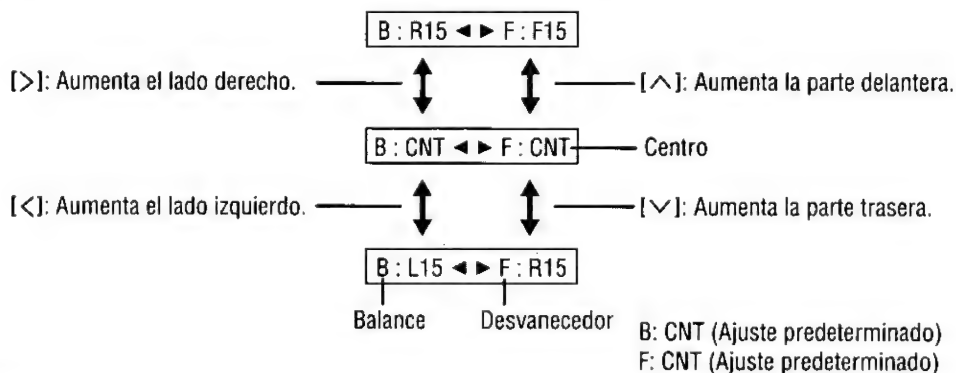 B : R15 ◄ ► F : F15
[>]: Aumenta el lado derecho.
[∧]: Aumenta la parte delantera.
B : CNT ◄ ► F : CNT
Centro
[<]: Aumenta el lado izquierdo.
[∨]: Aumenta la parte trasera.
B : L15 ◄ ► F : R15
Balance
Desvanecedor
B: CNT (Ajuste predeterminado)
F: CNT (Ajuste predeterminado)